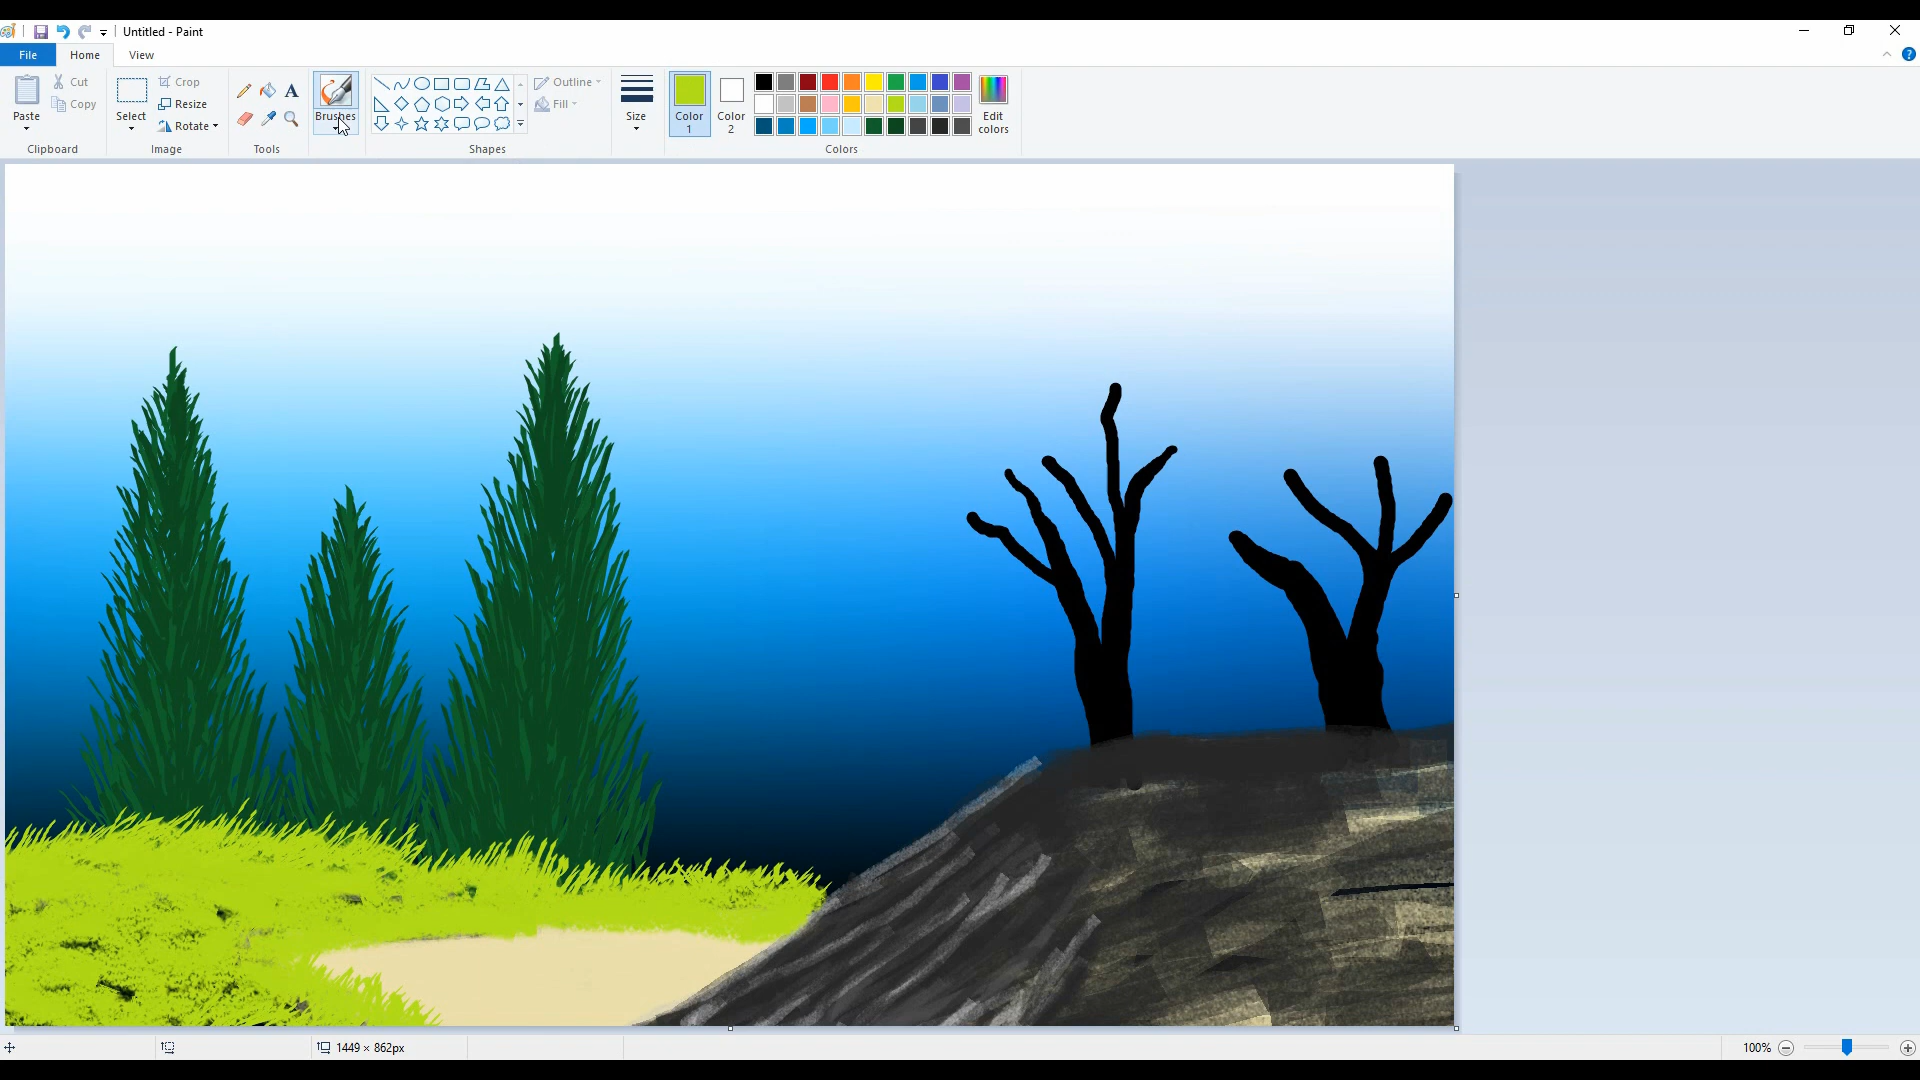 Untitled - Paint
File Home View
Paste
Cut
Copy
Clipboard
Select
Crop
Resize
Rotate
Image
A
Tools
Brushes
Shapes
Outline
Fill
Size
Color 1
Color 2
Edit colors
Colors
1449 × 862px
100%